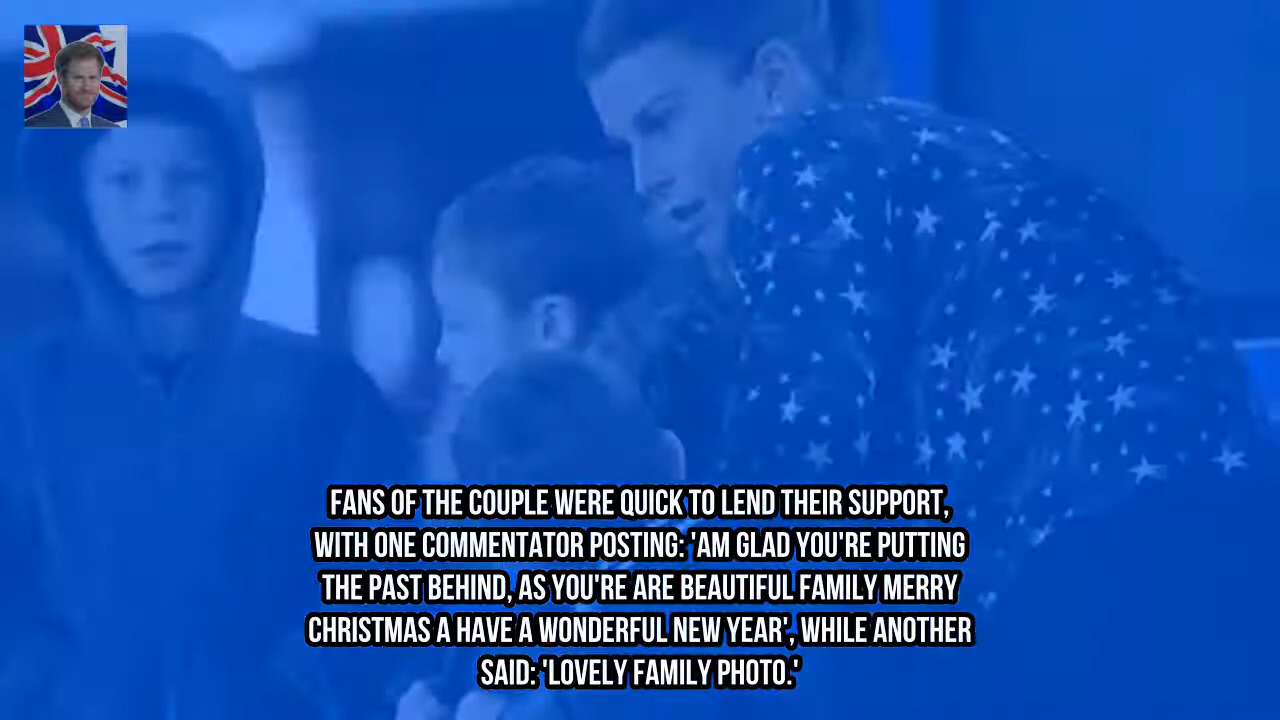 FANS OF THE COUPLE WERE QUICK TO LEND THEIR SUPPORT,
WITH ONE COMMENTATOR POSTING: 'AM GLAD YOU'RE PUTTING
THE PAST BEHIND, AS YOU'RE ARE BEAUTIFUL FAMILY MERRY
CHRISTMAS A HAVE A WONDERFUL NEW YEAR', WHILE ANOTHER
SAID: 'LOVELY FAMILY PHOTO.'